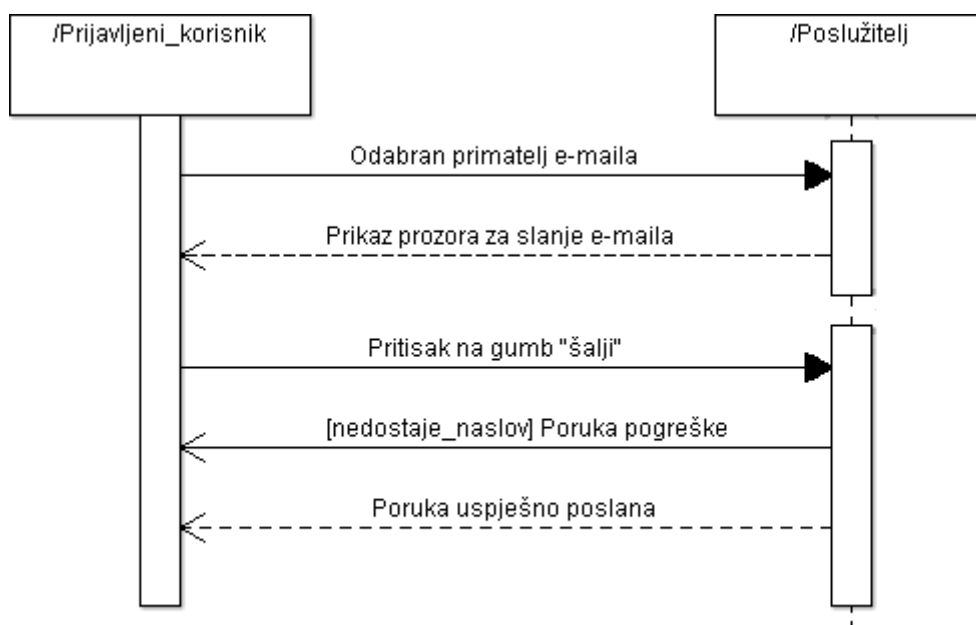 /Prijavljeni_korisnik
/Poslužitelj
Odabran primatelj e-maila
Prikaz prozora za slanje e-maila
Pritisak na gumb "šalji"
[nedostaje_naslov] Poruka pogreške
Poruka uspješno poslana